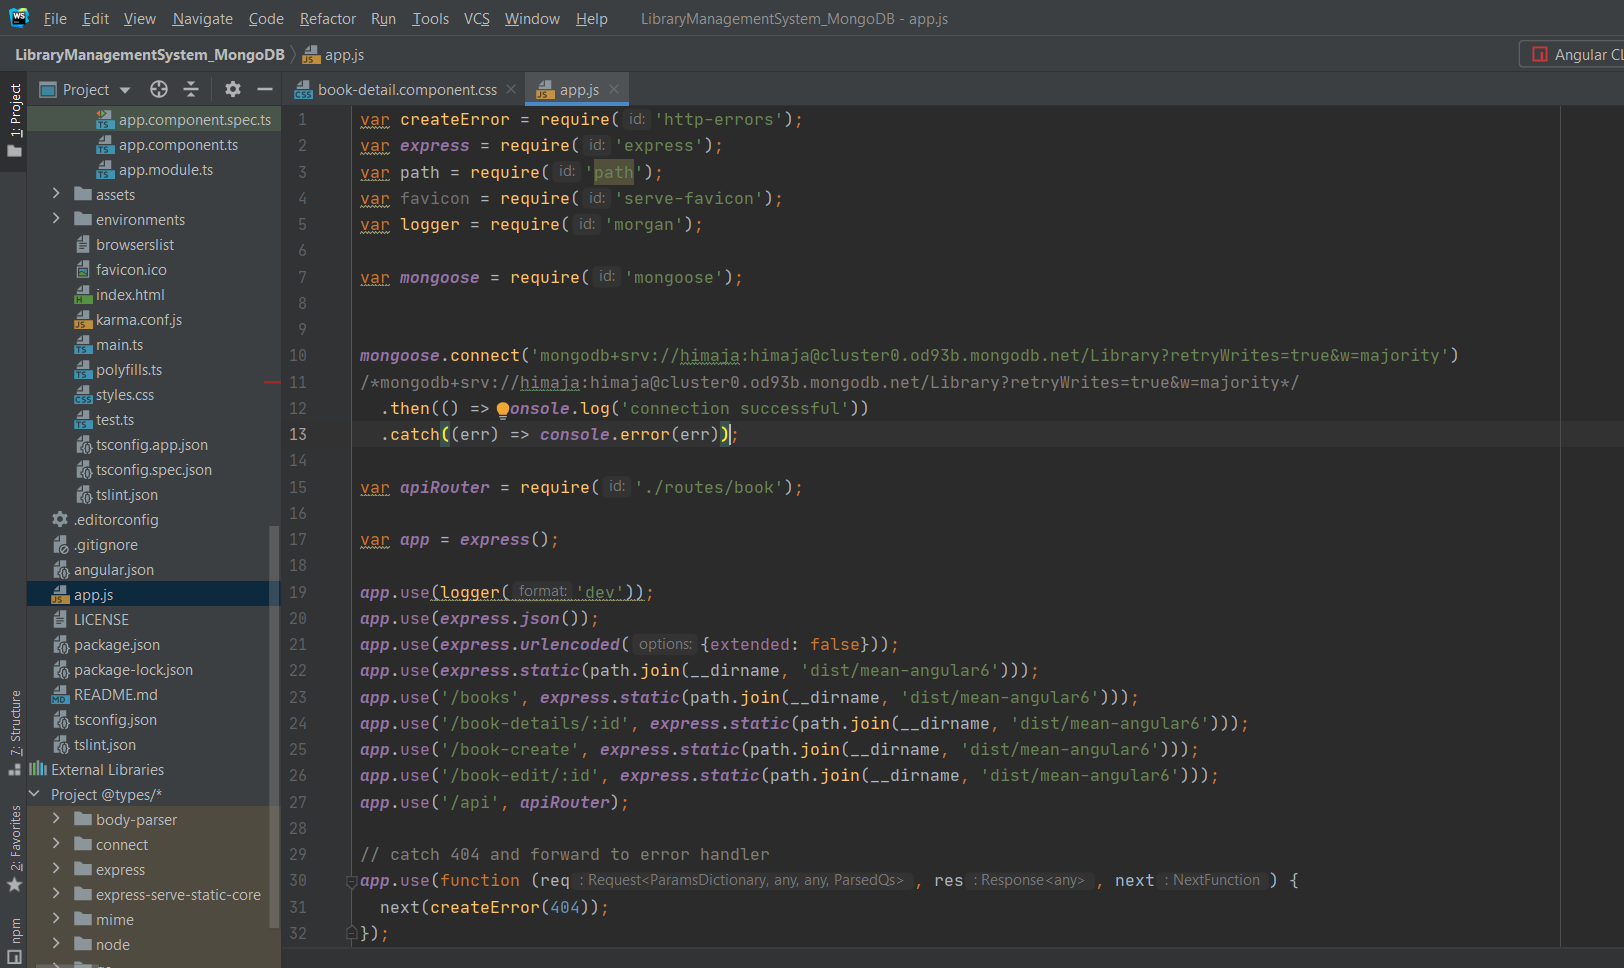 File Edit View Navigate Code Refactor Run Tools VCS Window Help LibraryManagementSystem_MongoDB - app.js
LibraryManagementSystem_MongoDB app.js
Angular CL
1: Project
Project
app.component.spec.ts
app.component.ts
app.module.ts
assets
environments
browserslist
favicon.ico
index.html
karma.conf.js
main.ts
polyfills.ts
styles.css
test.ts
tsconfig.app.json
tsconfig.spec.json
tslint.json
.editorconfig
.gitignore
angular.json
app.js
LICENSE
package.json
package-lock.json
README.md
tsconfig.json
tslint.json
External Libraries
Project @types/*
body-parser
connect
express
express-serve-static-core
mime
node
7: Structure
2: Favorites
npm
book-detail.component.css app.js
1 var createError = require( id: 'http-errors');
2 var express = require( id: 'express');
3 var path = require( id: 'path');
4 var favicon = require( id: 'serve-favicon');
5 var logger = require( id: 'morgan');
6
7 var mongoose = require( id: 'mongoose');
8
9
10 mongoose.connect('mongodb+srv://himaja:himaja@cluster0.od93b.mongodb.net/Library?retryWrites=true&w=majority')
11 /*mongodb+srv://himaja:himaja@cluster0.od93b.mongodb.net/Library?retryWrites=true&w=majority*/
12 .then(() => onsole.log('connection successful'))
13 .catch((err) => console.error(err));
14
15 var apiRouter = require( id: './routes/book');
16
17 var app = express();
18
19 app.use(logger( format: 'dev'));
20 app.use(express.json());
21 app.use(express.urlencoded( options: {extended: false}));
22 app.use(express.static(path.join(__dirname, 'dist/mean-angular6')));
23 app.use('/books', express.static(path.join(__dirname, 'dist/mean-angular6')));
24 app.use('/book-details/:id', express.static(path.join(__dirname, 'dist/mean-angular6')));
25 app.use('/book-create', express.static(path.join(__dirname, 'dist/mean-angular6')));
26 app.use('/book-edit/:id', express.static(path.join(__dirname, 'dist/mean-angular6')));
27 app.use('/api', apiRouter);
28
29 // catch 404 and forward to error handler
30 app.use(function (req : Request<ParamsDictionary, any, any, ParsedQs> , res : Response<any> , next : NextFunction ) {
31 next(createError(404));
32 });